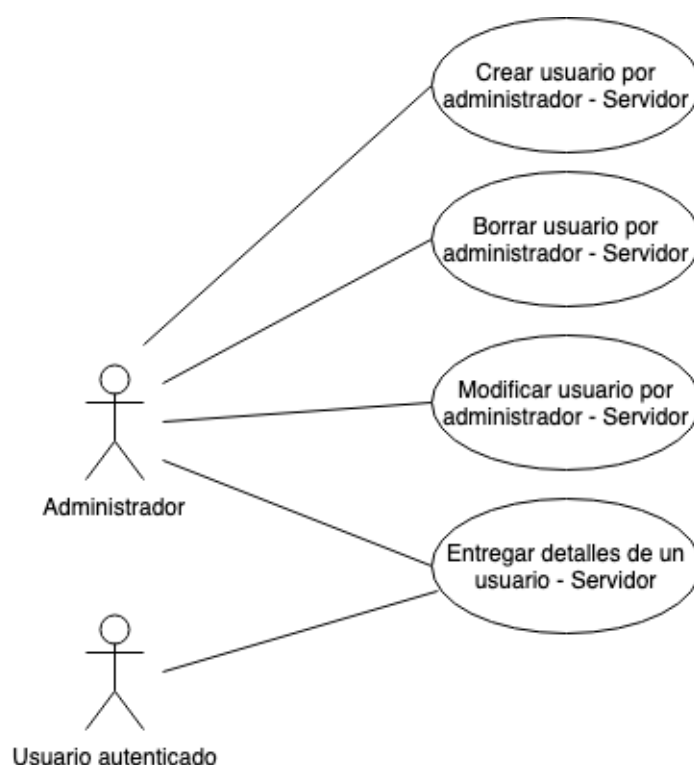 Crear usuario por
administrador - Servidor
Borrar usuario por
administrador - Servidor
Modificar usuario por
administrador - Servidor
Administrador
Entregar detalles de un
usuario - Servidor
Usuario autenticado